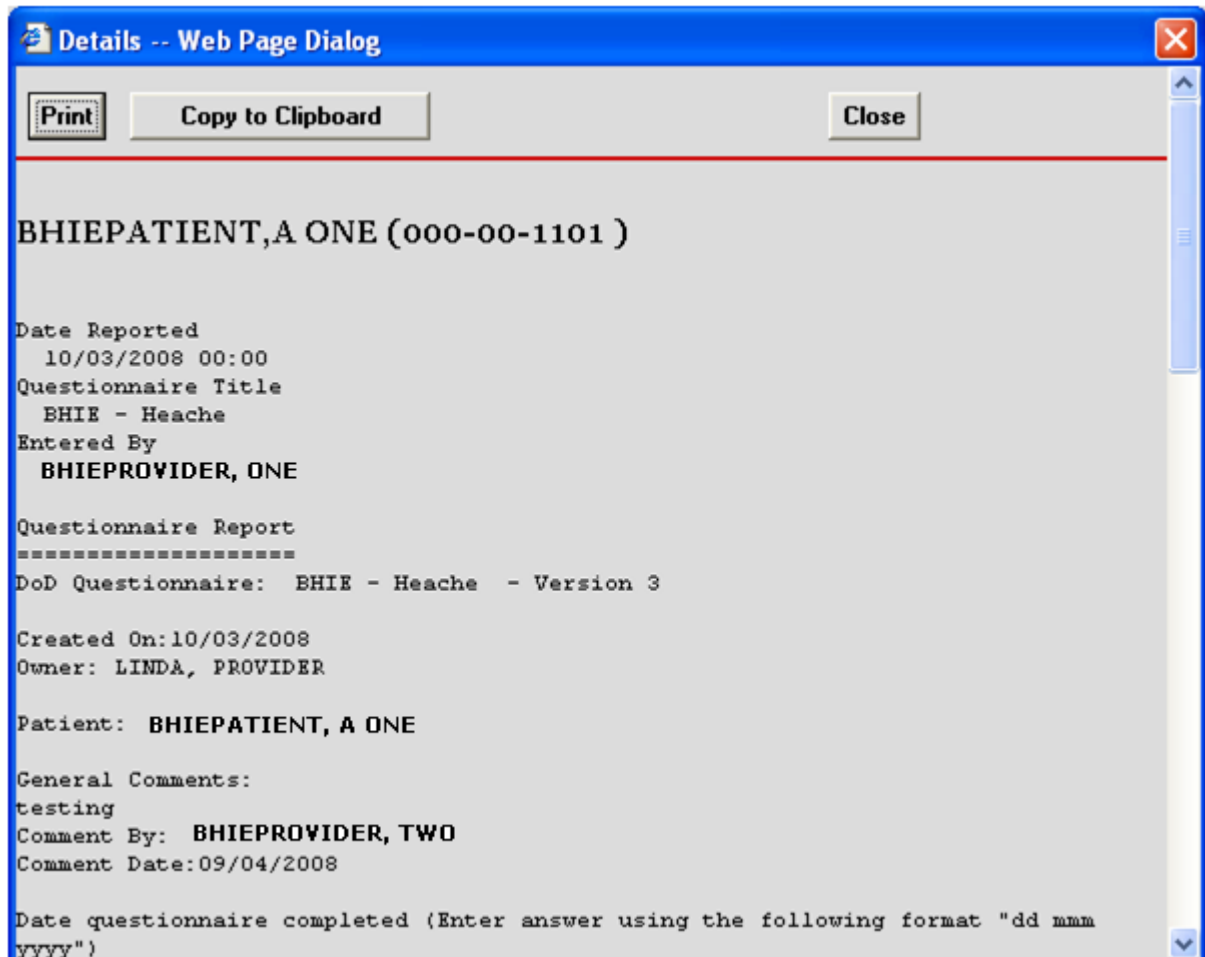 Details -- Web Page Dialog
Print Copy to Clipboard Close
BHIEPATIENT,A ONE (000-00-1101 )
Date Reported
10/03/2008 00:00
Questionnaire Title
BHIE - Heache
Entered By
BHIEPROVIDER, ONE
Questionnaire Report
====================
DoD Questionnaire:  BHIE - Heache  - Version 3
Created On:10/03/2008
Owner: LINDA, PROVIDER
Patient: BHIEPATIENT, A ONE
General Comments:
testing
Comment By: BHIEPROVIDER, TWO
Comment Date:09/04/2008
Date questionnaire completed (Enter answer using the following format "dd mmm
yyyy")